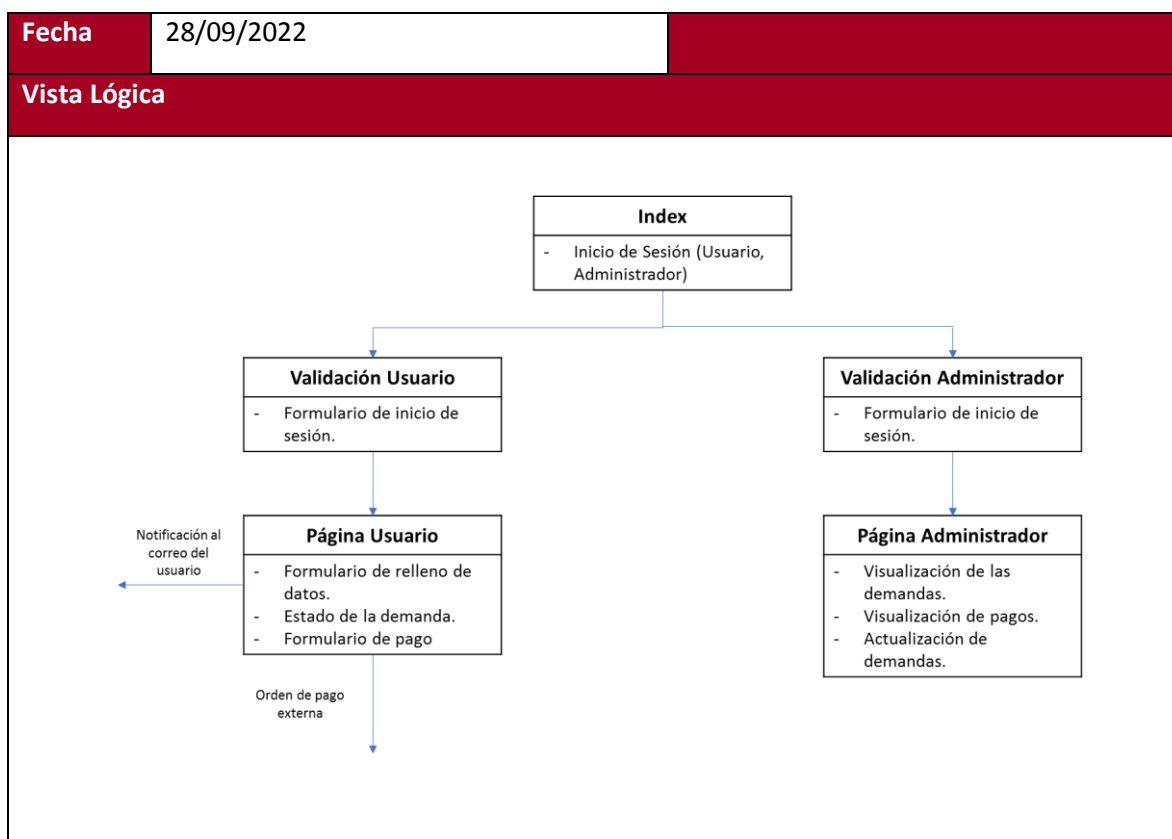 Fecha
28/09/2022
Vista Lógica
Index
- Inicio de Sesión (Usuario,
Administrador)
Validación Usuario
- Formulario de inicio de
sesión.
Validación Administrador
- Formulario de inicio de
sesión.
Notificación al
correo del
usuario
Página Usuario
- Formulario de relleno de
datos.
- Estado de la demanda.
- Formulario de pago
Página Administrador
- Visualización de las
demandas.
- Visualización de pagos.
- Actualización de
demandas.
Orden de pago
externa